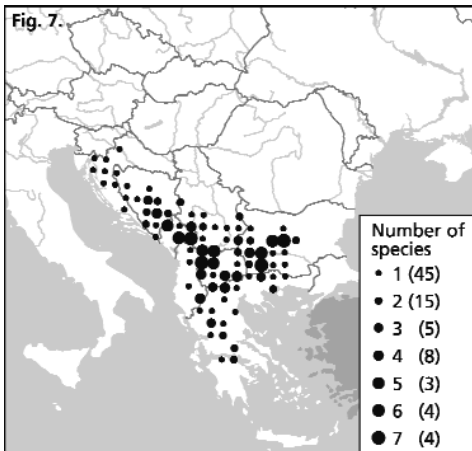 Fig. 7.
Number of
species
1 (45)
2 (15)
3 (5)
4 (8)
5 (3)
6 (4)
7 (4)